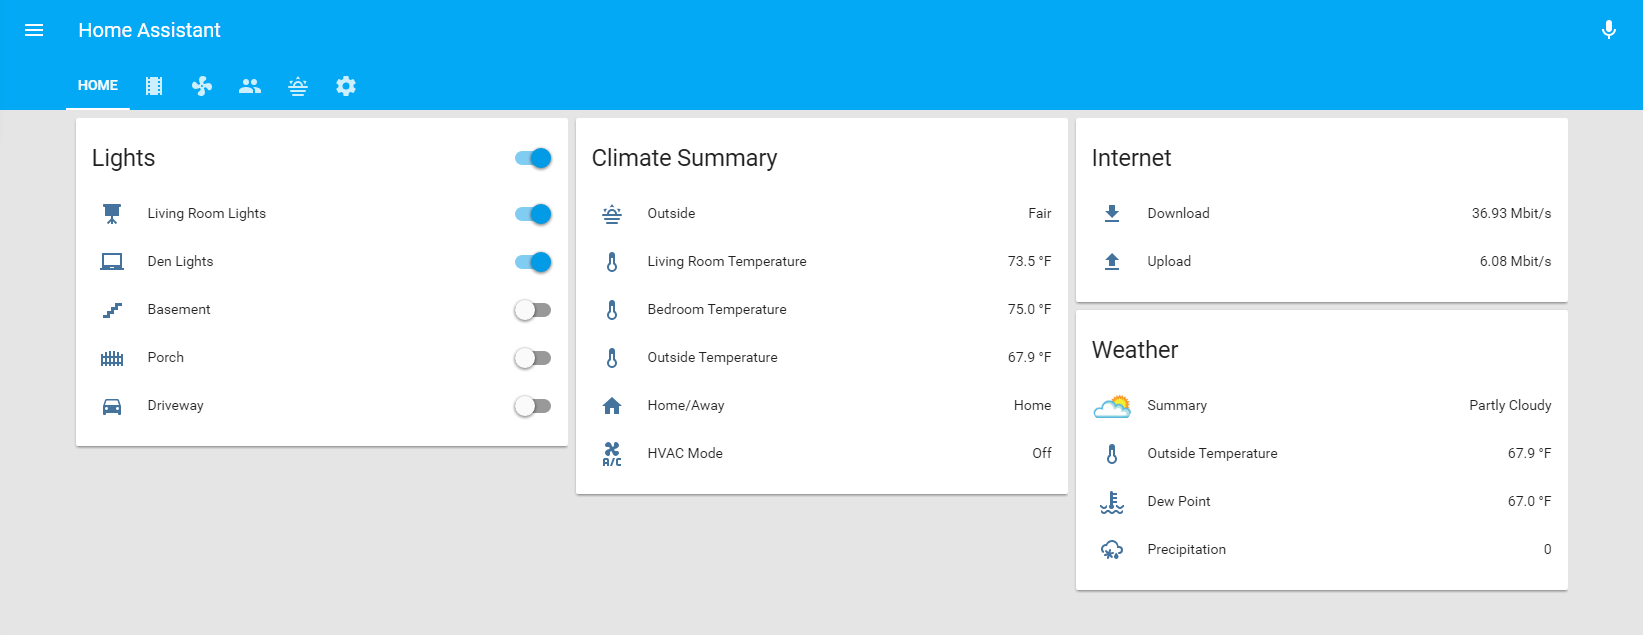 Home Assistant
HOME
Lights
Living Room Lights
Den Lights
Basement
Porch
Driveway
Climate Summary
Outside Fair
Living Room Temperature 73.5 °F
Bedroom Temperature 75.0 °F
Outside Temperature 67.9 °F
Home/Away Home
A/C HVAC Mode Off
Internet
Download 36.93 Mbit/s
Upload 6.08 Mbit/s
Weather
Summary Partly Cloudy
Outside Temperature 67.9 °F
Dew Point 67.0 °F
Precipitation 0